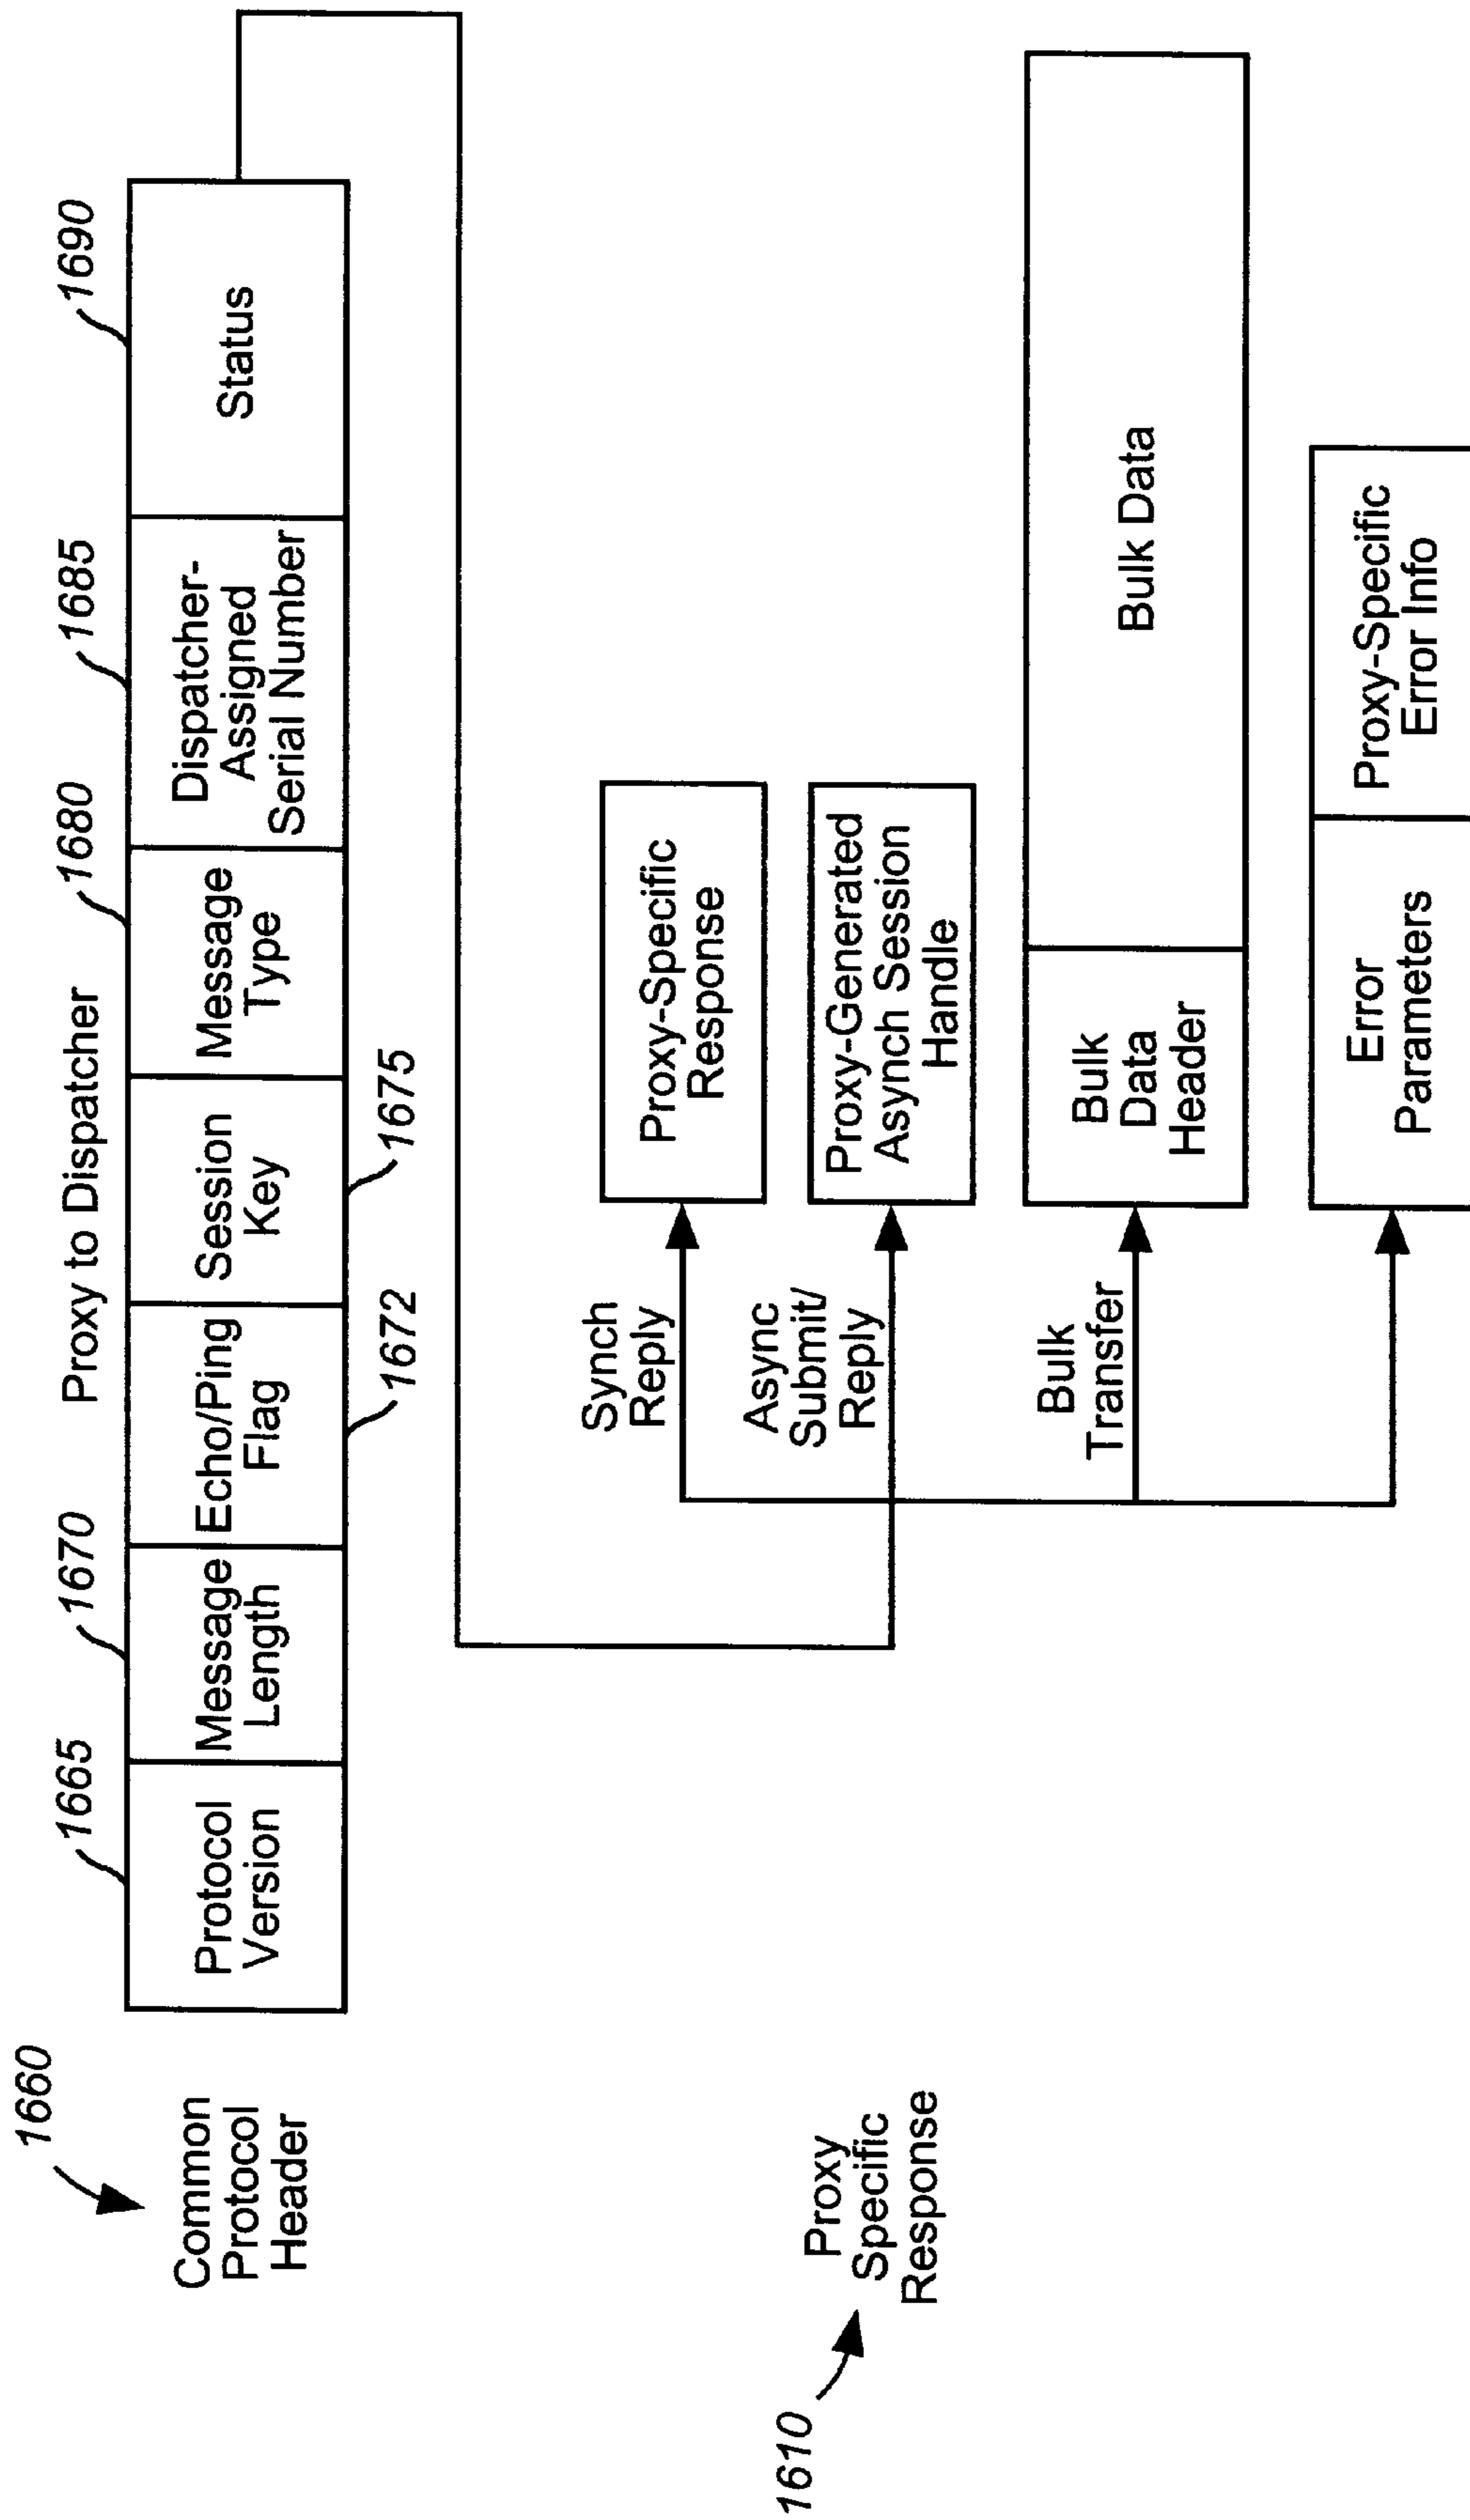 Proxy to Dispatcher
1660
Common
Protocol
Header
1665
1670
1680
1685
1690
Protocol
Version
Message
Length
Echo/Ping
Flag
Session
Key
Message
Type
Dispatcher-
Assigned
Serial Number
Status
1672
1675
Synch
Reply
Proxy-Specific
Response
1610
Proxy
Specific
Response
Async
Submit/
Reply
Proxy-Generated
Asynch Session
Handle
Bulk
Transfer
Bulk
Data
Header
Bulk Data
Error
Parameters
Proxy-Specific
Error Info